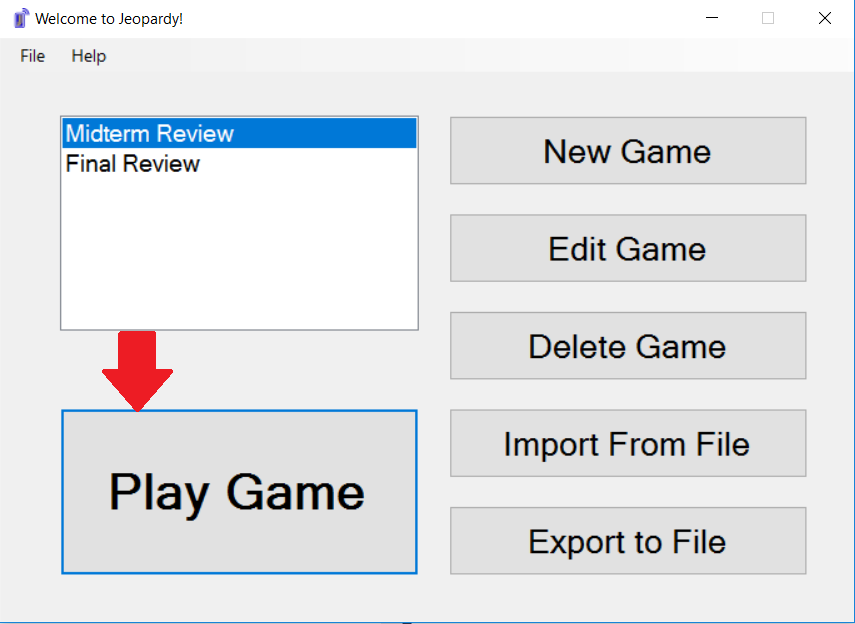 Welcome to Jeopardy!
File Help
Midterm Review
Final Review
Play Game
New Game
Edit Game
Delete Game
Import From File
Export to File